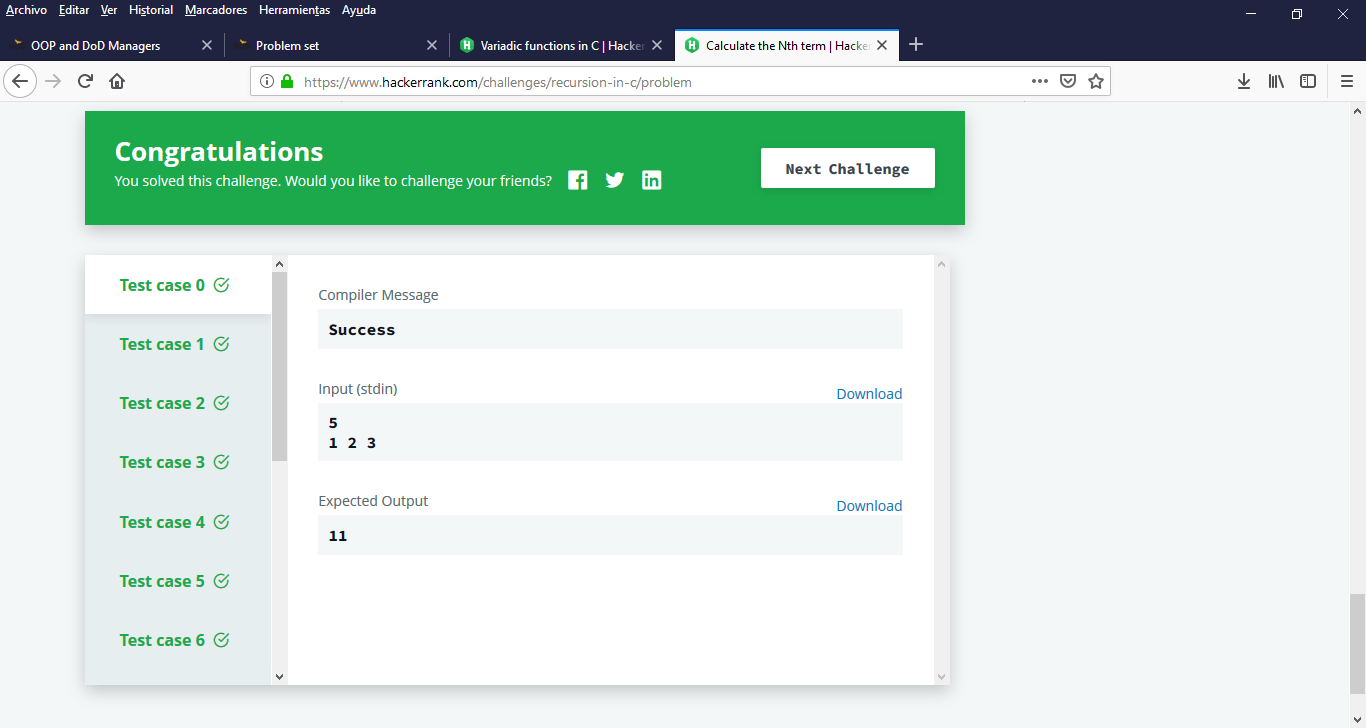 Archivo Editar Ver Historial Marcadores Herramientas Ayuda
OOP and DoD Managers
Problem set
Variadic functions in C | Hacker
Calculate the Nth term | Hacker
https://www.hackerrank.com/challenges/recursion-in-c/problem
Congratulations
You solved this challenge. Would you like to challenge your friends?
Next Challenge
Test case 0
Test case 1
Test case 2
Test case 3
Test case 4
Test case 5
Test case 6
Compiler Message
Success
Input (stdin)
Download
5
1 2 3
Expected Output
Download
11